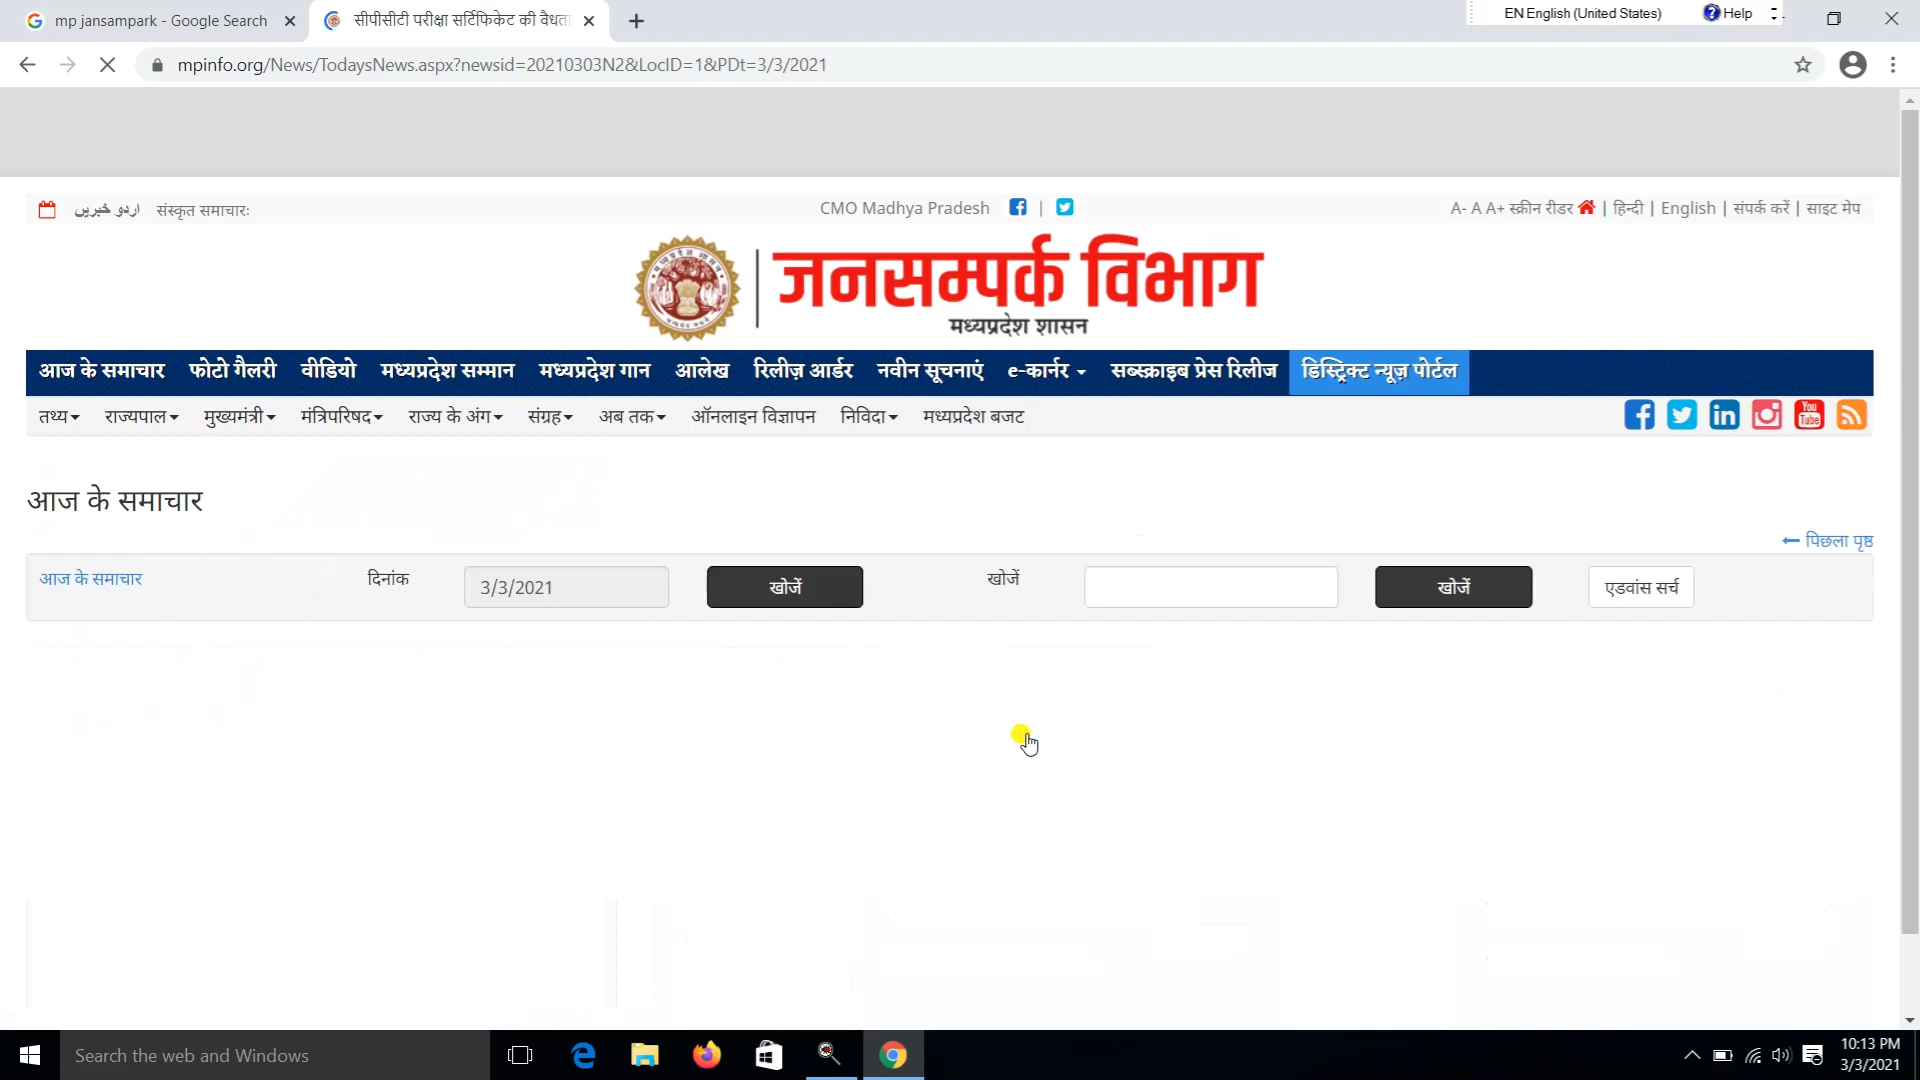 mp jansampark - Google Search
सीपीसीटी परीक्षा सर्टिफिकेट की वैधता
EN English (United States)
Help
mpinfo.org/News/TodaysNews.aspx?newsid=20210303N2&LocID=1&PDt=3/3/2021
اردو خبریں संस्कृत समाचारः
CMO Madhya Pradesh |
A- A A+ स्क्रीन रीडर | हिन्दी | English | संपर्क करें | साइट मेप
जनसम्पर्क विभाग
मध्यप्रदेश शासन
आज के समाचार फोटो गैलरी वीडियो मध्यप्रदेश सम्मान मध्यप्रदेश गान आलेख रिलीज़ आर्डर नवीन सूचनाएं e-कार्नर सब्स्क्राइब प्रेस रिलीज डिस्ट्रिक्ट न्यूज़ पोर्टल
तथ्य राज्यपाल मुख्यमंत्री मंत्रिपरिषद राज्य के अंग संग्रह अब तक ऑनलाइन विज्ञापन निविदा मध्यप्रदेश बजट
You Tube
आज के समाचार
पिछला पृष्ठ
आज के समाचार दिनांक 3/3/2021 खोजें खोजें खोजें एडवांस सर्च
Search the web and Windows
10:13 PM
3/3/2021